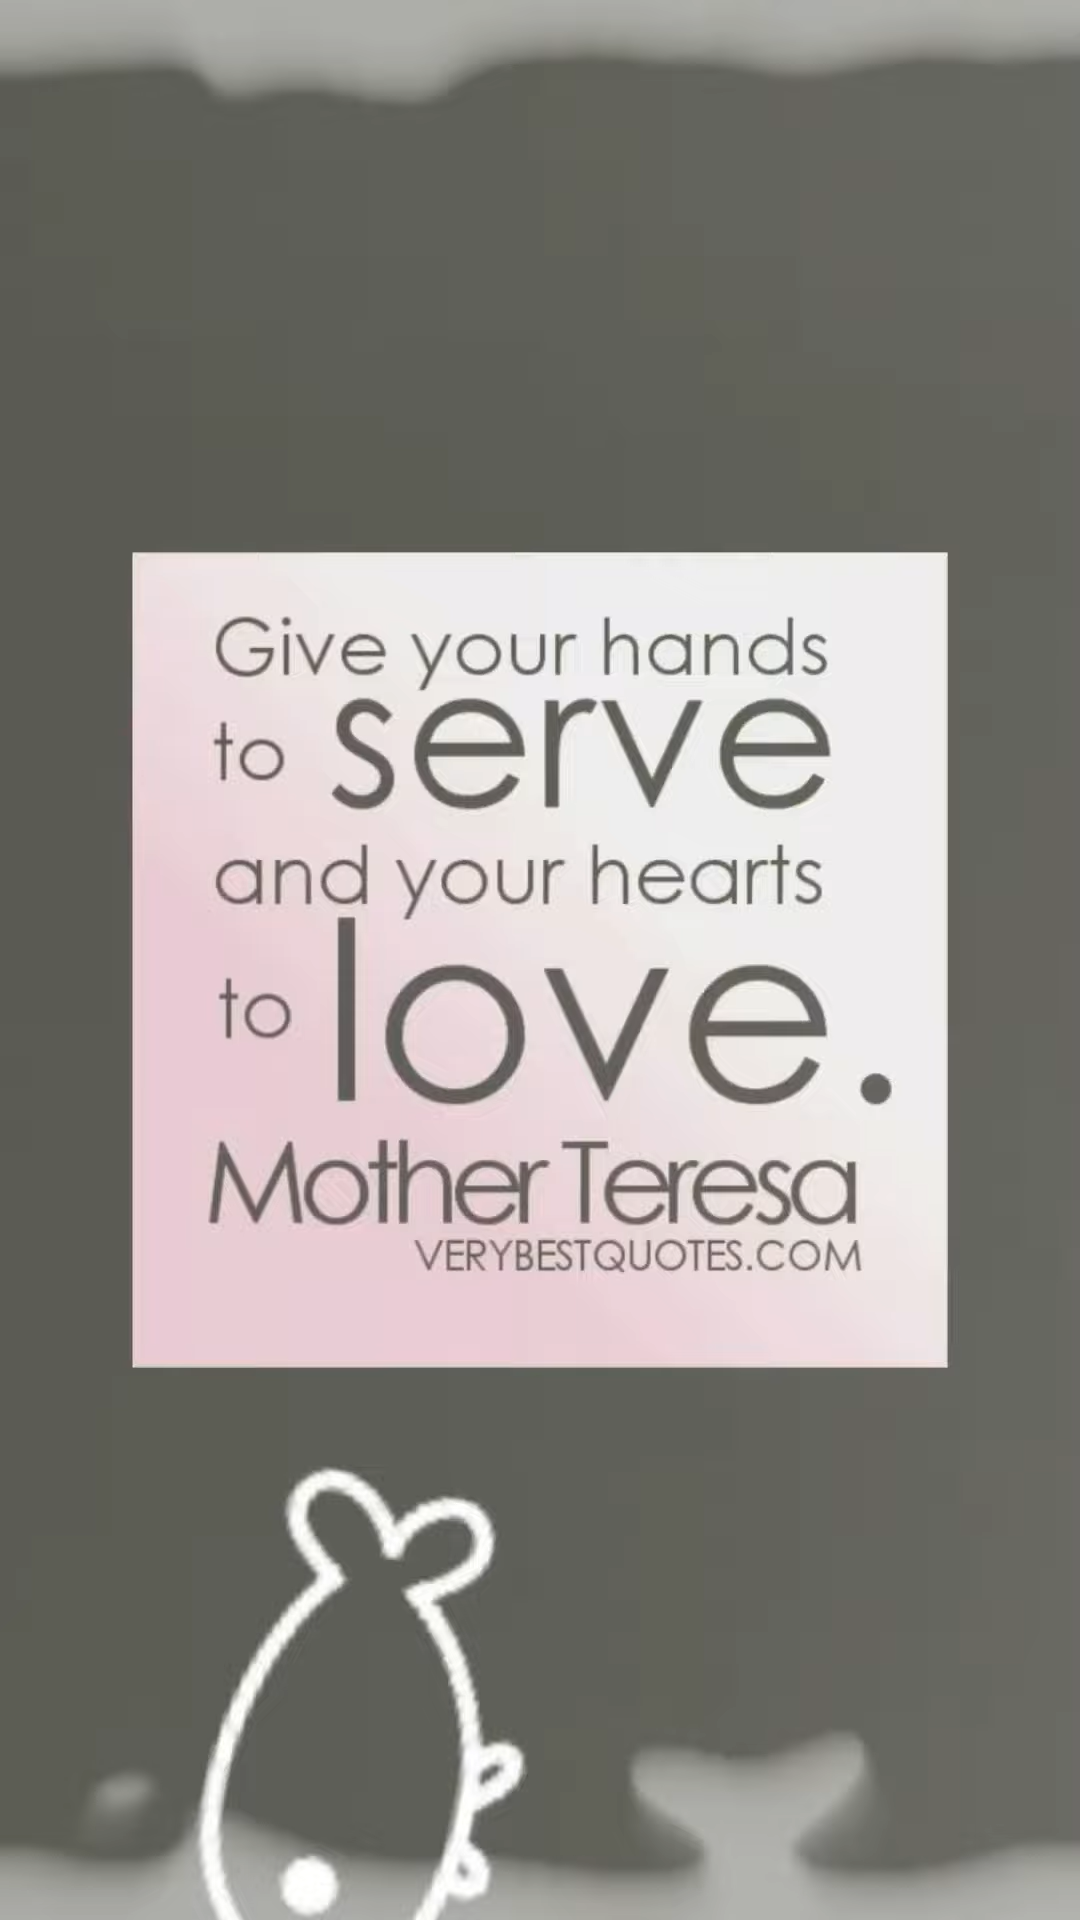 Give your hands
to serve
and your hearts
to love.
Mother Teresa
VERYBESTQUOTES.COM